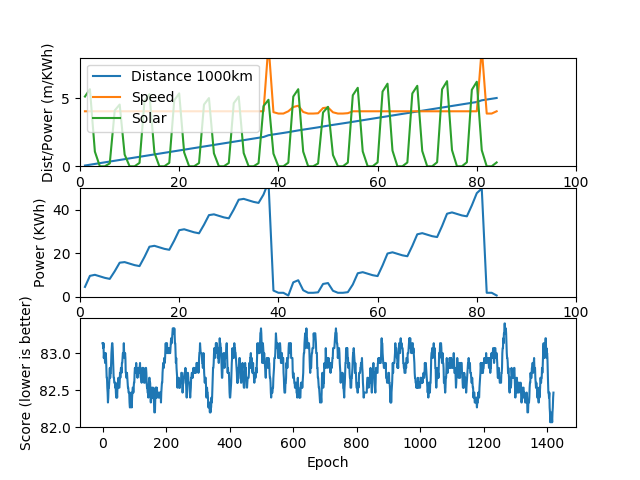 Dist/Power (m/KWh)
5
0
Distance 1000km
Speed
Solar
0 20 40 60 80 100
Power (KWh)
40
20
0
0 20 40 60 80 100
Score (lower is better)
83.0
82.5
82.0
0 200 400 600 800 1000 1200 1400
Epoch